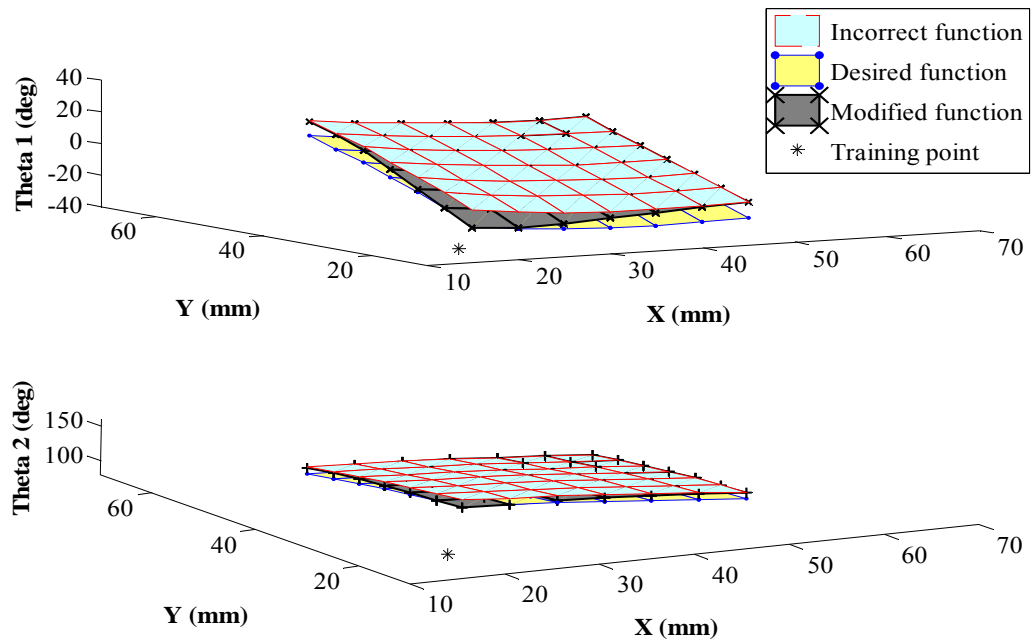 Incorrect function
Desired function
Modified function
Training point
Theta 1 (deg)
40
20
0
-20
-40
60
40
20
Y (mm)
10
20
30
40
50
60
70
X (mm)
Theta 2 (deg)
150
100
60
40
20
Y (mm)
10
20
30
40
50
60
70
X (mm)